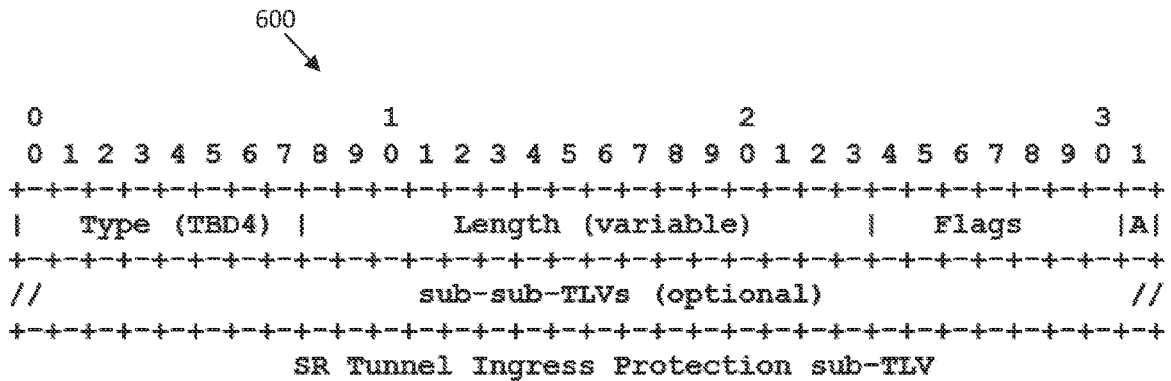 600
0                   1                   2                   3
0 1 2 3 4 5 6 7 8 9 0 1 2 3 4 5 6 7 8 9 0 1 2 3 4 5 6 7 8 9 0 1
+-+-+-+-+-+-+-+-+-+-+-+-+-+-+-+-+-+-+-+-+-+-+-+-+-+-+-+-+-+-+-+-+
| Type (TBD4) | Length (variable) | Flags |A|
+-+-+-+-+-+-+-+-+-+-+-+-+-+-+-+-+-+-+-+-+-+-+-+-+-+-+-+-+-+-+-+-+
// sub-sub-TLVs (optional) //
+-+-+-+-+-+-+-+-+-+-+-+-+-+-+-+-+-+-+-+-+-+-+-+-+-+-+-+-+-+-+-+-+
SR Tunnel Ingress Protection sub-TLV